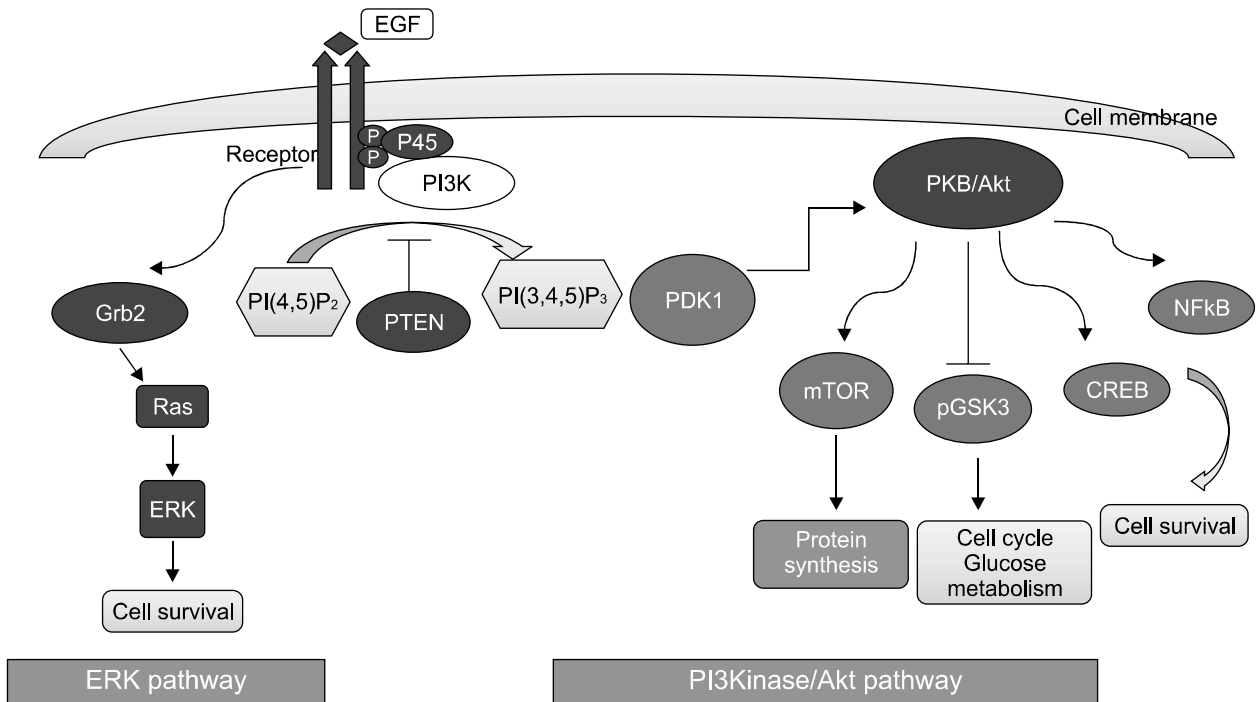 EGF
Cell membrane
Receptor
P
P
P45
PI3K
PKB/Akt
PI(4,5)P2
PTEN
PI(3,4,5)P3
PDK1
NFkB
Grb2
mTOR
pGSK3
CREB
Ras
ERK
Protein
synthesis
Cell cycle
Glucose
metabolism
Cell survival
Cell survival
ERK pathway
PI3Kinase/Akt pathway